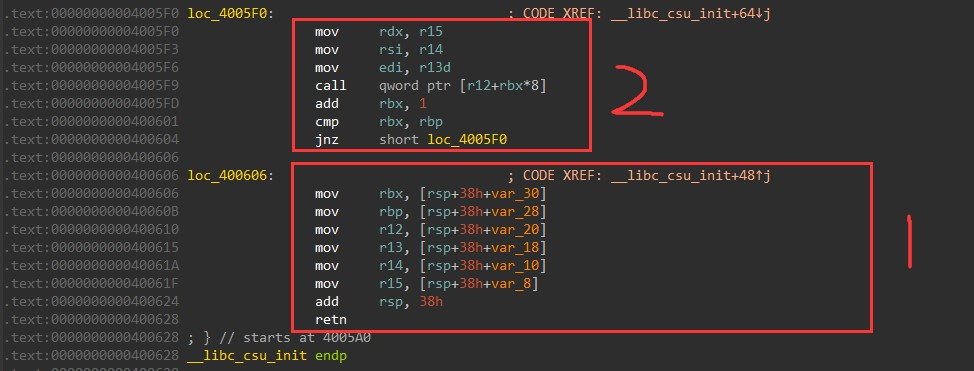 .text:00000000004005F0 loc_4005F0: ; CODE XREF: __libc_csu_init+64↓j
.text:00000000004005F0 mov rdx, r15
.text:00000000004005F3 mov rsi, r14
.text:00000000004005F6 mov edi, r13d
.text:00000000004005F9 call qword ptr [r12+rbx*8]
.text:00000000004005FD add rbx, 1
.text:0000000000400601 cmp rbx, rbp
.text:0000000000400604 jnz short loc_4005F0
.text:0000000000400606
.text:0000000000400606 loc_400606: ; CODE XREF: __libc_csu_init+48↑j
.text:0000000000400606 mov rbx, [rsp+38h+var_30]
.text:000000000040060B mov rbp, [rsp+38h+var_28]
.text:0000000000400610 mov r12, [rsp+38h+var_20]
.text:0000000000400615 mov r13, [rsp+38h+var_18]
.text:000000000040061A mov r14, [rsp+38h+var_10]
.text:000000000040061F mov r15, [rsp+38h+var_8]
.text:0000000000400624 add rsp, 38h
.text:0000000000400628 retn
.text:0000000000400628 ; } // starts at 4005A0
.text:0000000000400628 __libc_csu_init endp
2
1